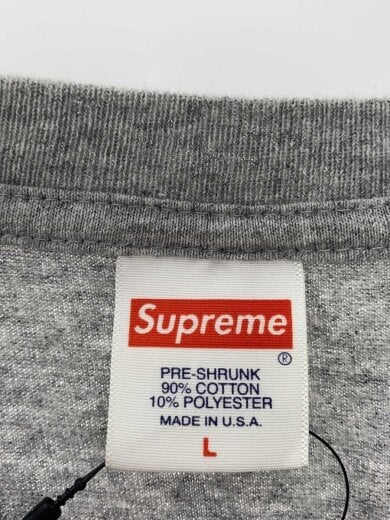 Supreme
®
PRE-SHRUNK
90% COTTON
10% POLYESTER
MADE IN U.S.A.
L